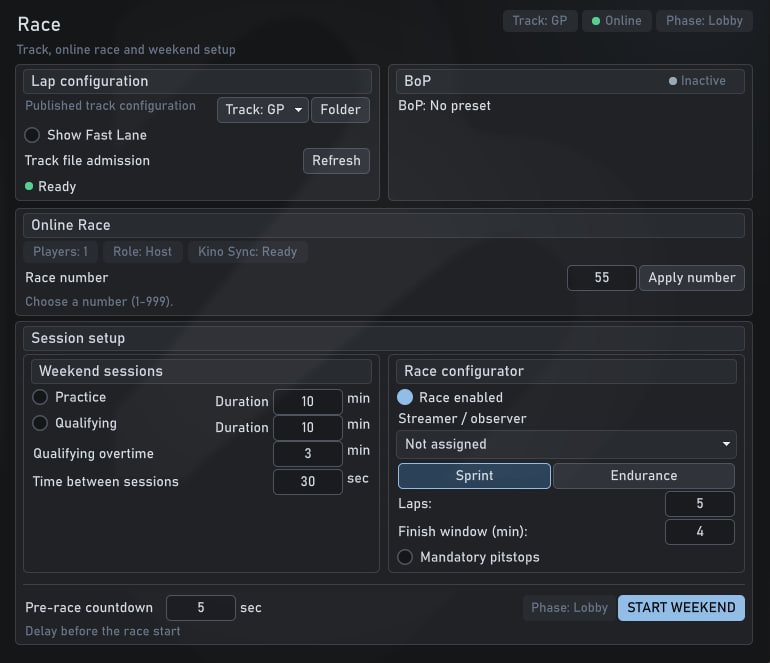 Race
Track: GP Online Phase: Lobby
Track, online race and weekend setup
Lap configuration
Published track configuration Track: GP Folder
Show Fast Lane
Track file admission Refresh
Ready
BoP Inactive
BoP: No preset
Online Race
Players: 1 Role: Host Kino Sync: Ready
Race number 55 Apply number
Choose a number (1-999).
Session setup
Weekend sessions
Practice Duration 10 min
Qualifying Duration 10 min
Qualifying overtime 3 min
Time between sessions 30 sec
Race configurator
Race enabled
Streamer / observer
Not assigned
Sprint Endurance
Laps: 5
Finish window (min): 4
Mandatory pitstops
Pre-race countdown 5 sec Phase: Lobby START WEEKEND
Delay before the race start